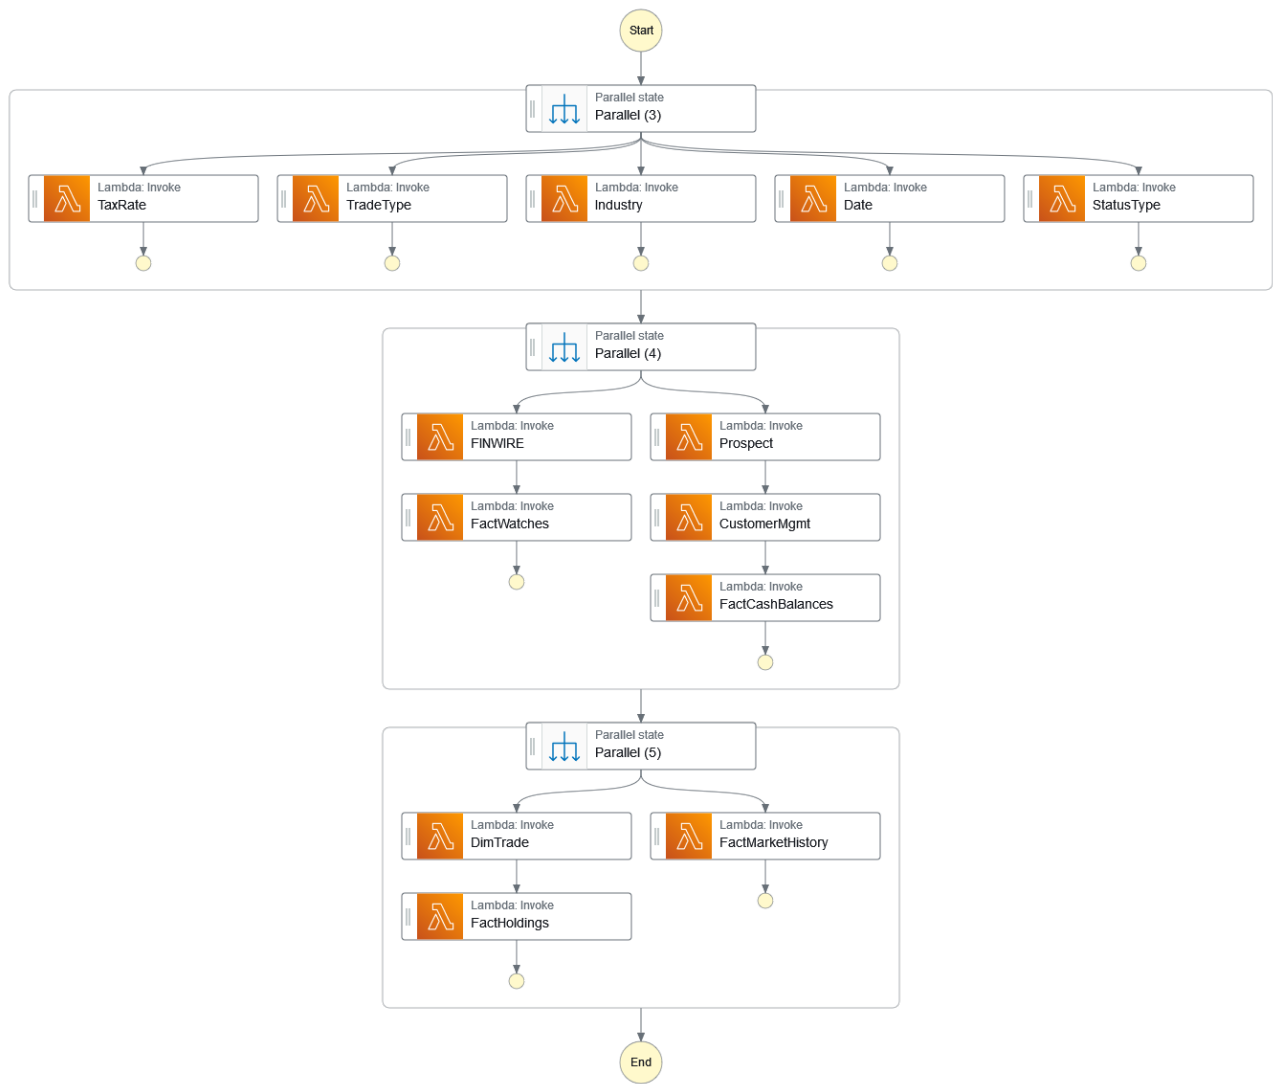 Start
Parallel state
Parallel (3)
Lambda: Invoke
TaxRate
Lambda: Invoke
TradeType
Lambda: Invoke
Industry
Lambda: Invoke
Date
Lambda: Invoke
StatusType
Parallel state
Parallel (4)
Lambda: Invoke
FINWIRE
Lambda: Invoke
Prospect
Lambda: Invoke
FactWatches
Lambda: Invoke
CustomerMgmt
Lambda: Invoke
FactCashBalances
Parallel state
Parallel (5)
Lambda: Invoke
DimTrade
Lambda: Invoke
FactMarketHistory
Lambda: Invoke
FactHoldings
End